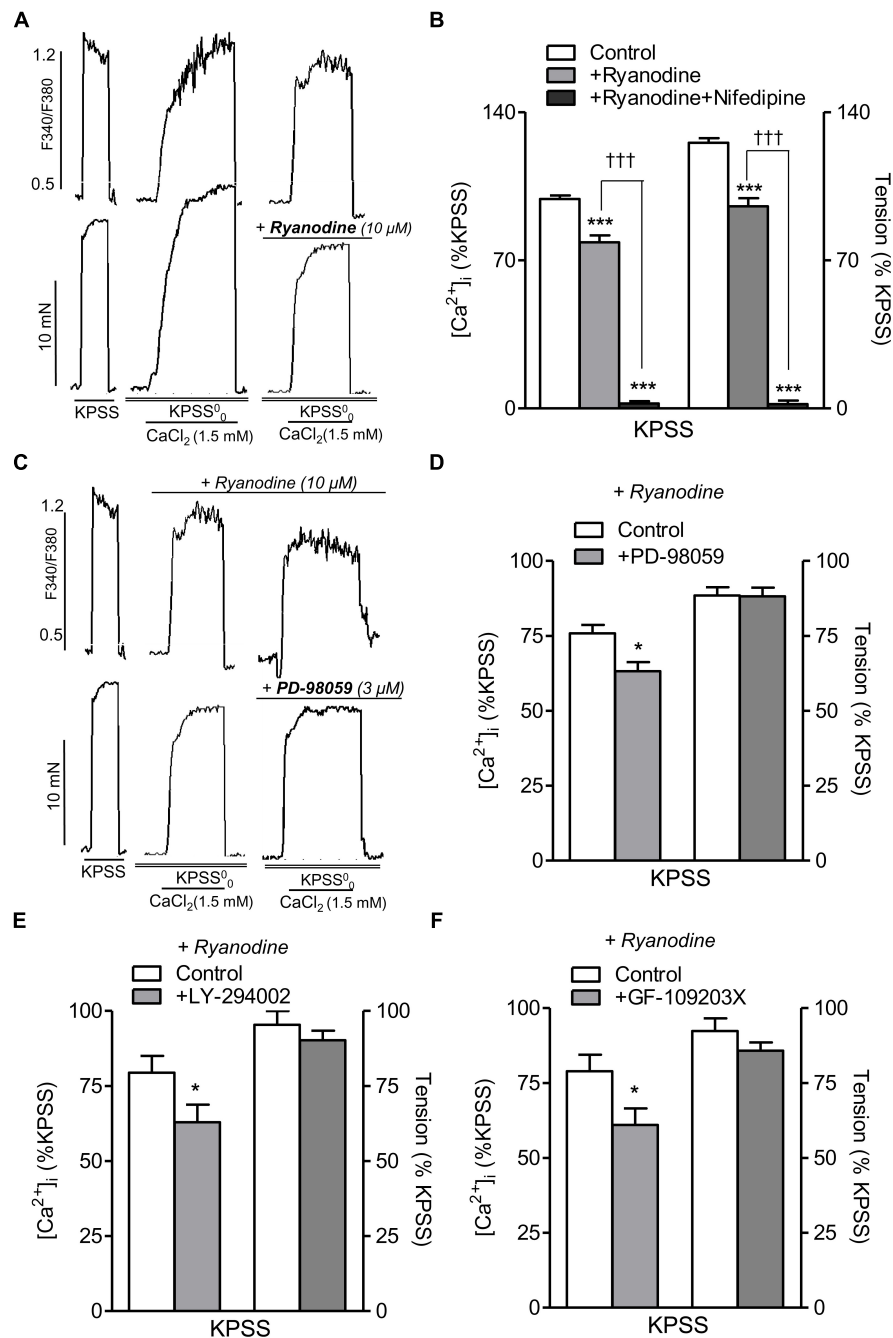 A
1.2
F340/F380
0.5
+ Ryanodine (10 µM)
10 mN
KPSS
KPSS⁰₀
CaCl₂ (1.5 mM)
KPSS⁰₀
CaCl₂(1.5 mM)
B
Control
+Ryanodine
+Ryanodine+Nifedipine
140
70
0
[Ca²⁺]ᵢ (%KPSS)
***
†††
***
***
†††
***
140
70
0
Tension (% KPSS)
KPSS
C
+ Ryanodine (10 µM)
1.2
F340/F380
0.5
+ PD-98059 (3 µM)
10 mN
KPSS
KPSS⁰₀
CaCl₂(1.5 mM)
KPSS⁰₀
CaCl₂ (1.5 mM)
D
+ Ryanodine
Control
+PD-98059
100
75
50
25
0
[Ca²⁺]ᵢ (%KPSS)
*
100
75
50
25
0
Tension (% KPSS)
KPSS
E
+ Ryanodine
Control
+LY-294002
100
75
50
25
0
[Ca²⁺]ᵢ (%KPSS)
*
100
75
50
25
0
Tension (% KPSS)
KPSS
F
+ Ryanodine
Control
+GF-109203X
100
75
50
25
0
[Ca²⁺]ᵢ (%KPSS)
*
100
75
50
25
0
Tension (% KPSS)
KPSS